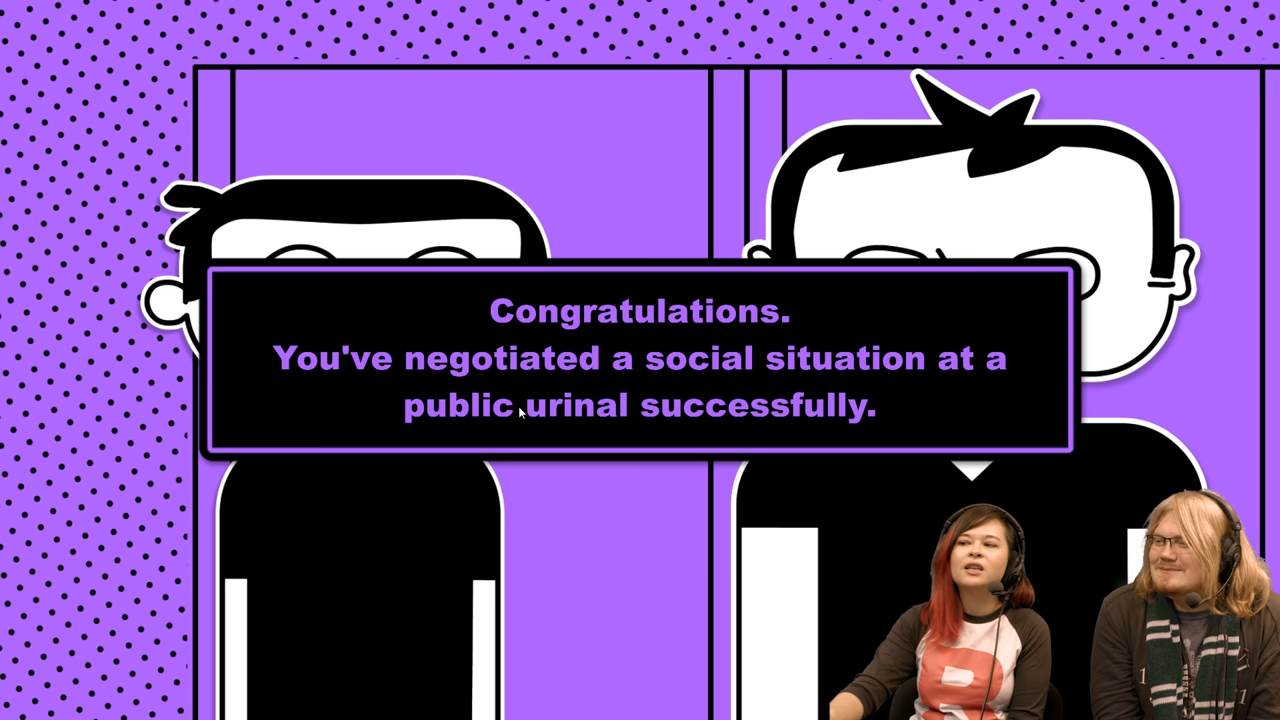 Congratulations.
You've negotiated a social situation at a
public urinal successfully.